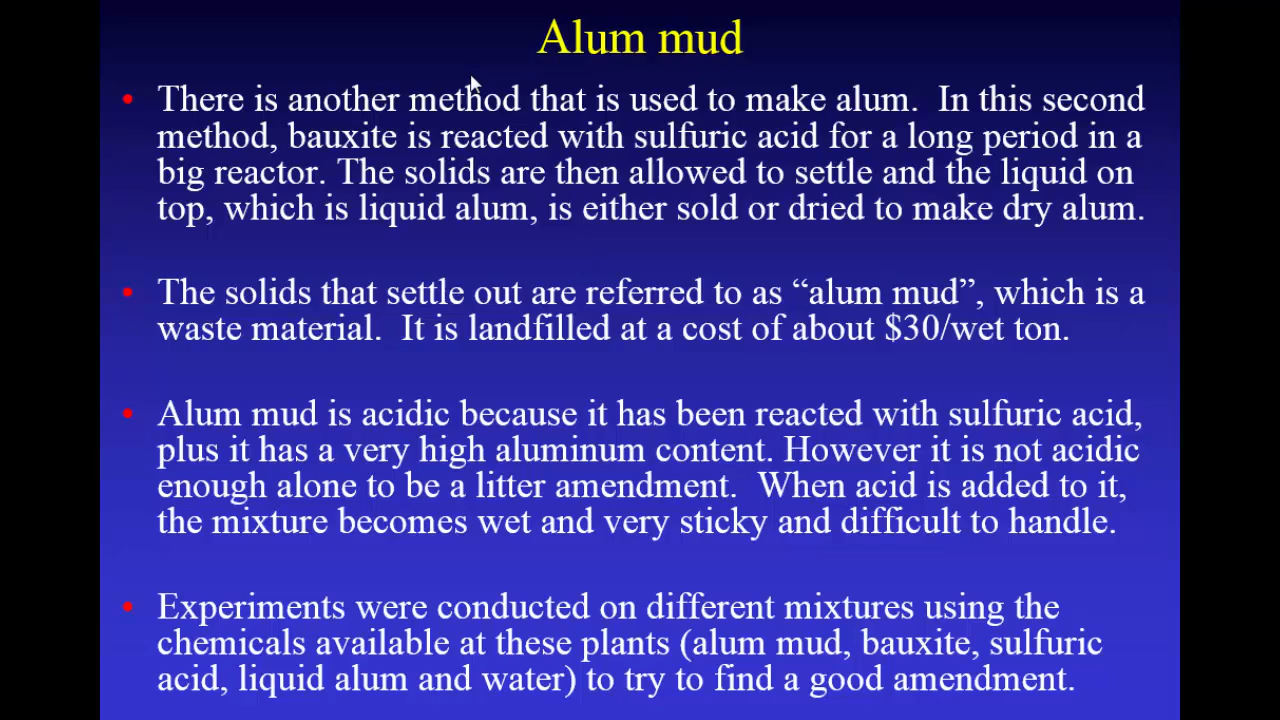 Alum mud
• There is another method that is used to make alum.  In this second
method, bauxite is reacted with sulfuric acid for a long period in a
big reactor. The solids are then allowed to settle and the liquid on
top, which is liquid alum, is either sold or dried to make dry alum.
• The solids that settle out are referred to as “alum mud”, which is a
waste material.  It is landfilled at a cost of about $30/wet ton.
• Alum mud is acidic because it has been reacted with sulfuric acid,
plus it has a very high aluminum content. However it is not acidic
enough alone to be a litter amendment.  When acid is added to it,
the mixture becomes wet and very sticky and difficult to handle.
• Experiments were conducted on different mixtures using the
chemicals available at these plants (alum mud, bauxite, sulfuric
acid, liquid alum and water) to try to find a good amendment.